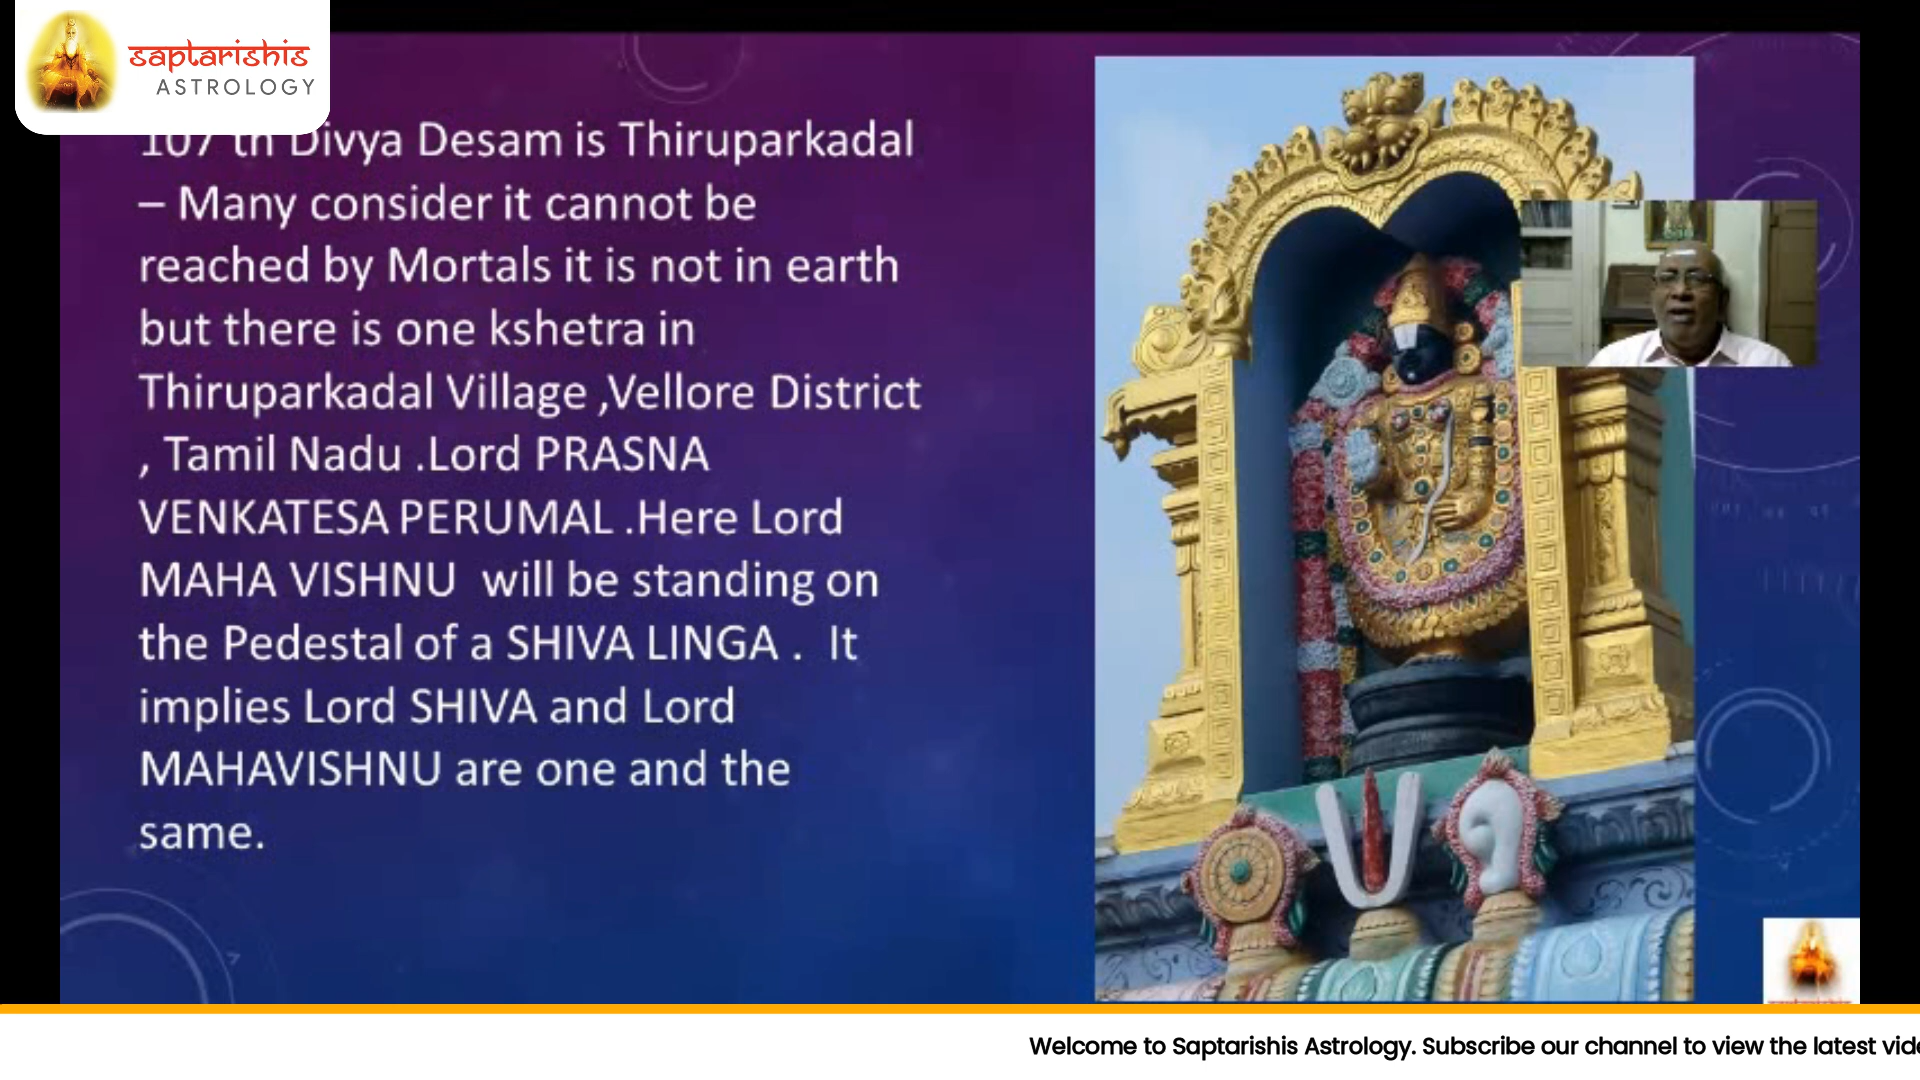 saptarishis
ASTROLOGY
107 th Divya Desam is Thiruparkadal
– Many consider it cannot be
reached by Mortals it is not in earth
but there is one kshetra in
Thiruparkadal Village ,Vellore District
, Tamil Nadu .Lord PRASNA
VENKATESA PERUMAL .Here Lord
MAHA VISHNU  will be standing on
the Pedestal of a SHIVA LINGA .  It
implies Lord SHIVA and Lord
MAHAVISHNU are one and the
same.
Welcome to Saptarishis Astrology. Subscribe our channel to view the latest